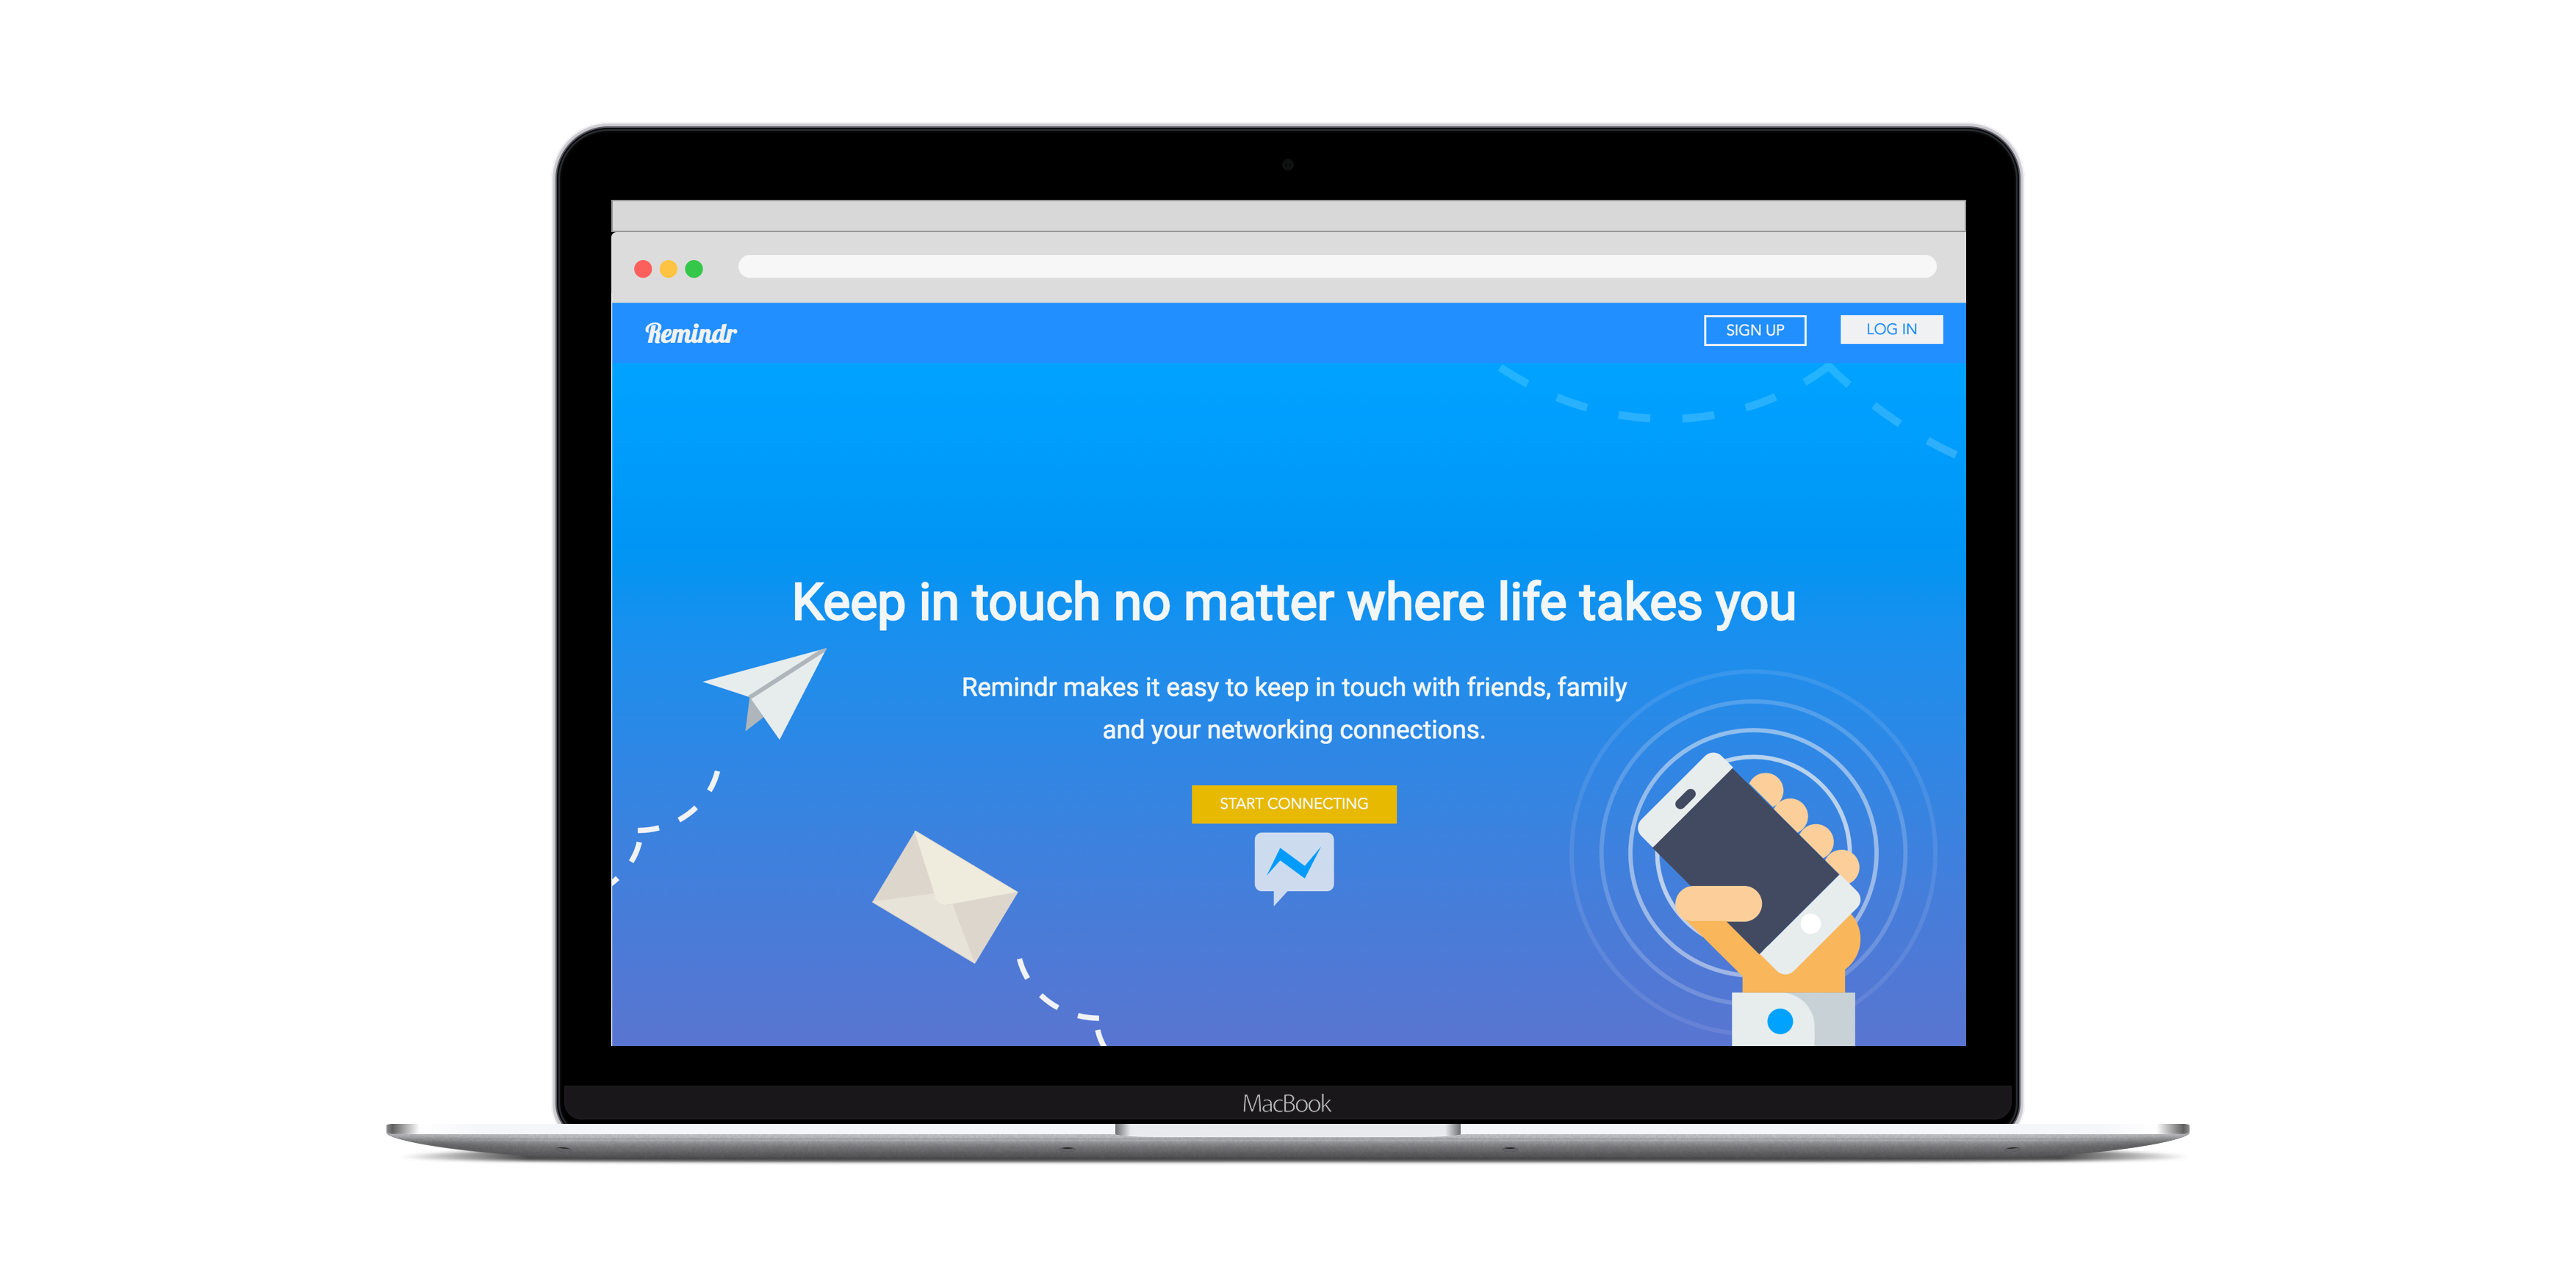 Remindr
SIGN UP
LOG IN
Keep in touch no matter where life takes you
Remindr makes it easy to keep in touch with friends, family
and your networking connections.
START CONNECTING
MacBook